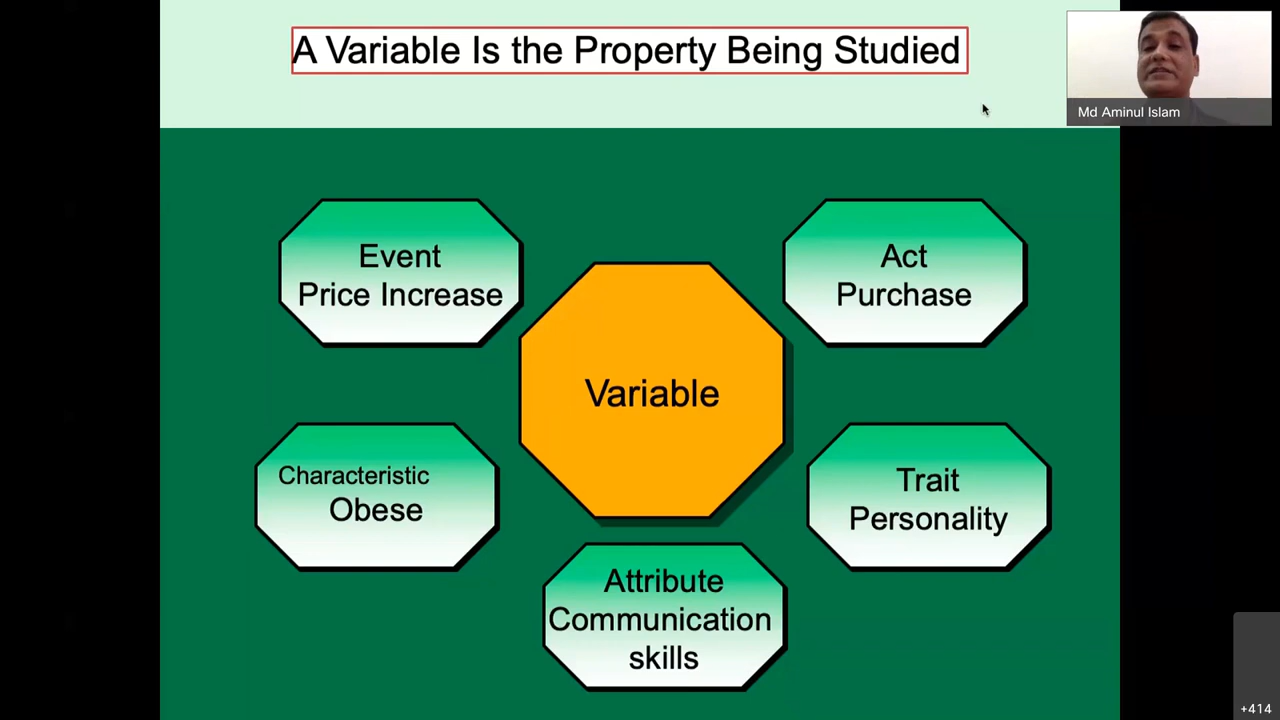 A Variable Is the Property Being Studied
Md Aminul Islam
Event
Price Increase
Act
Purchase
Variable
Characteristic
Obese
Trait
Personality
Attribute
Communication
skills
+414